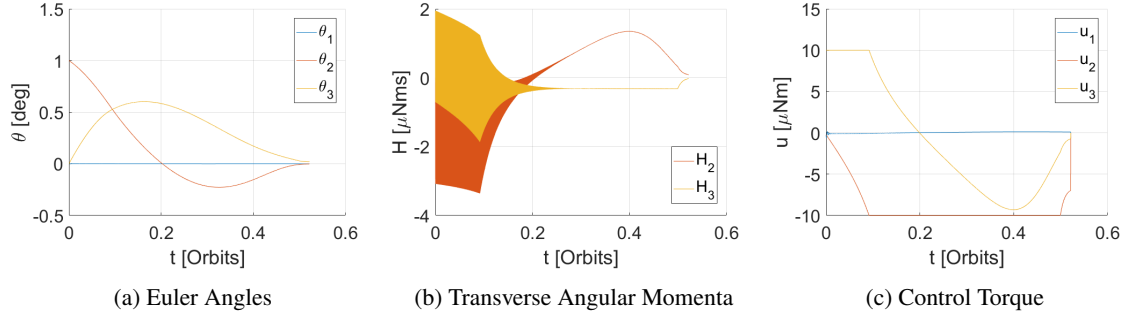 1.5
1
0.5
0
-0.5
θ [deg]
θ1
θ2
θ3
0 0.2 0.4 0.6
t [Orbits]
(a) Euler Angles
2
0
-2
-4
H [μNms]
H2
H3
0 0.2 0.4 0.6
t [Orbits]
(b) Transverse Angular Momenta
15
10
5
0
-5
-10
u [μNm]
u1
u2
u3
0 0.2 0.4 0.6
t [Orbits]
(c) Control Torque